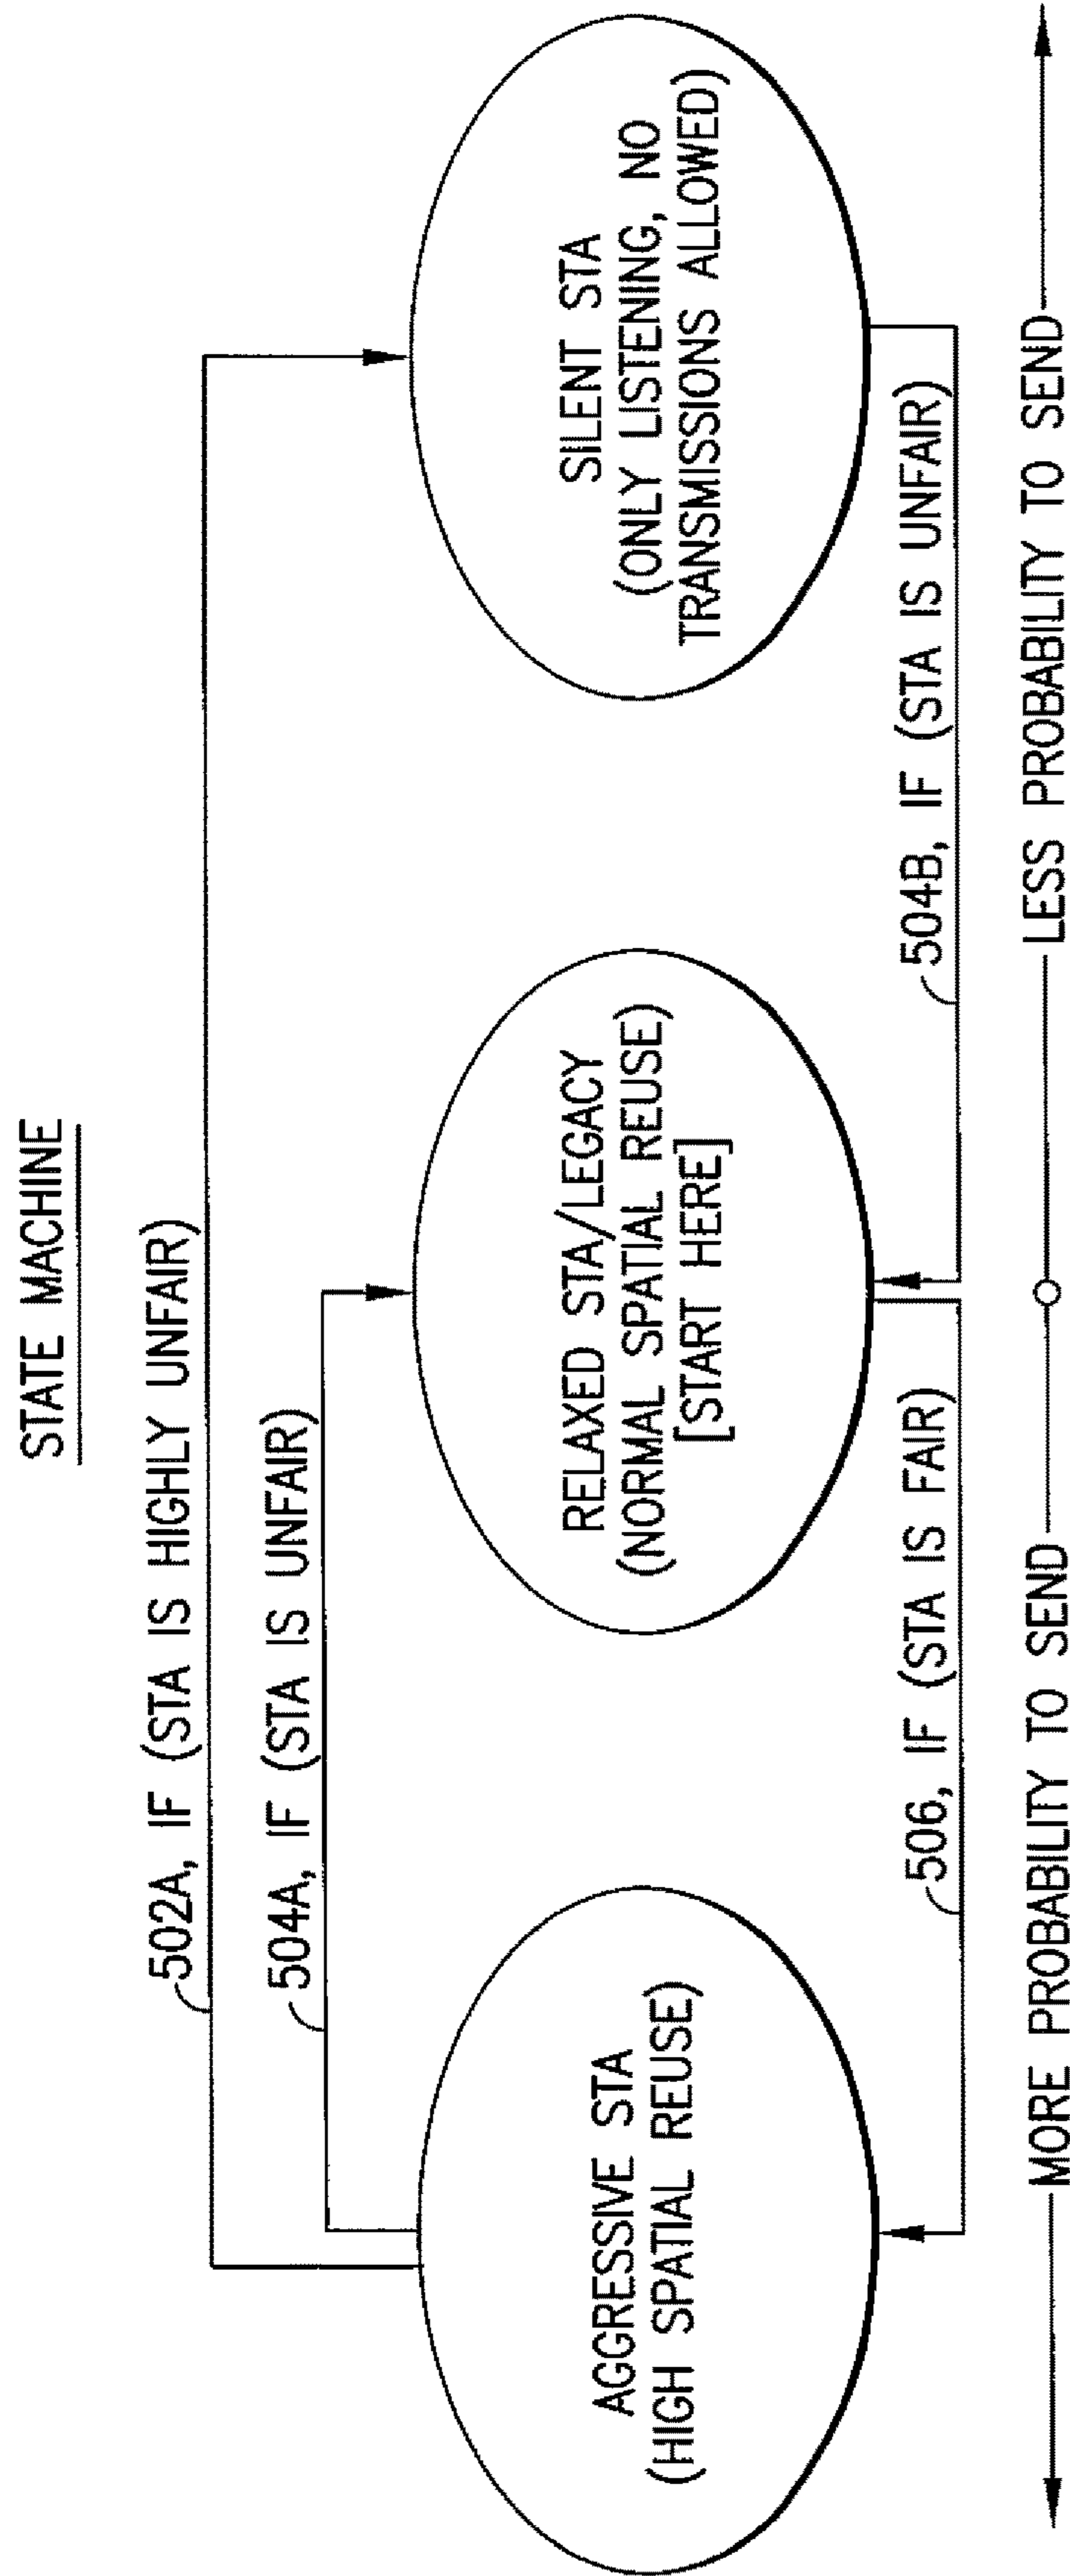 STATE MACHINE
502A, IF (STA IS HIGHLY UNFAIR)
504A, IF (STA IS UNFAIR)
AGGRESSIVE STA
(HIGH SPATIAL REUSE)
RELAXED STA/LEGACY
(NORMAL SPATIAL REUSE)
[START HERE]
SILENT STA
(ONLY LISTENING, NO
TRANSMISSIONS ALLOWED)
506, IF (STA IS FAIR)
504B, IF (STA IS UNFAIR)
MORE PROBABILITY TO SEND
LESS PROBABILITY TO SEND